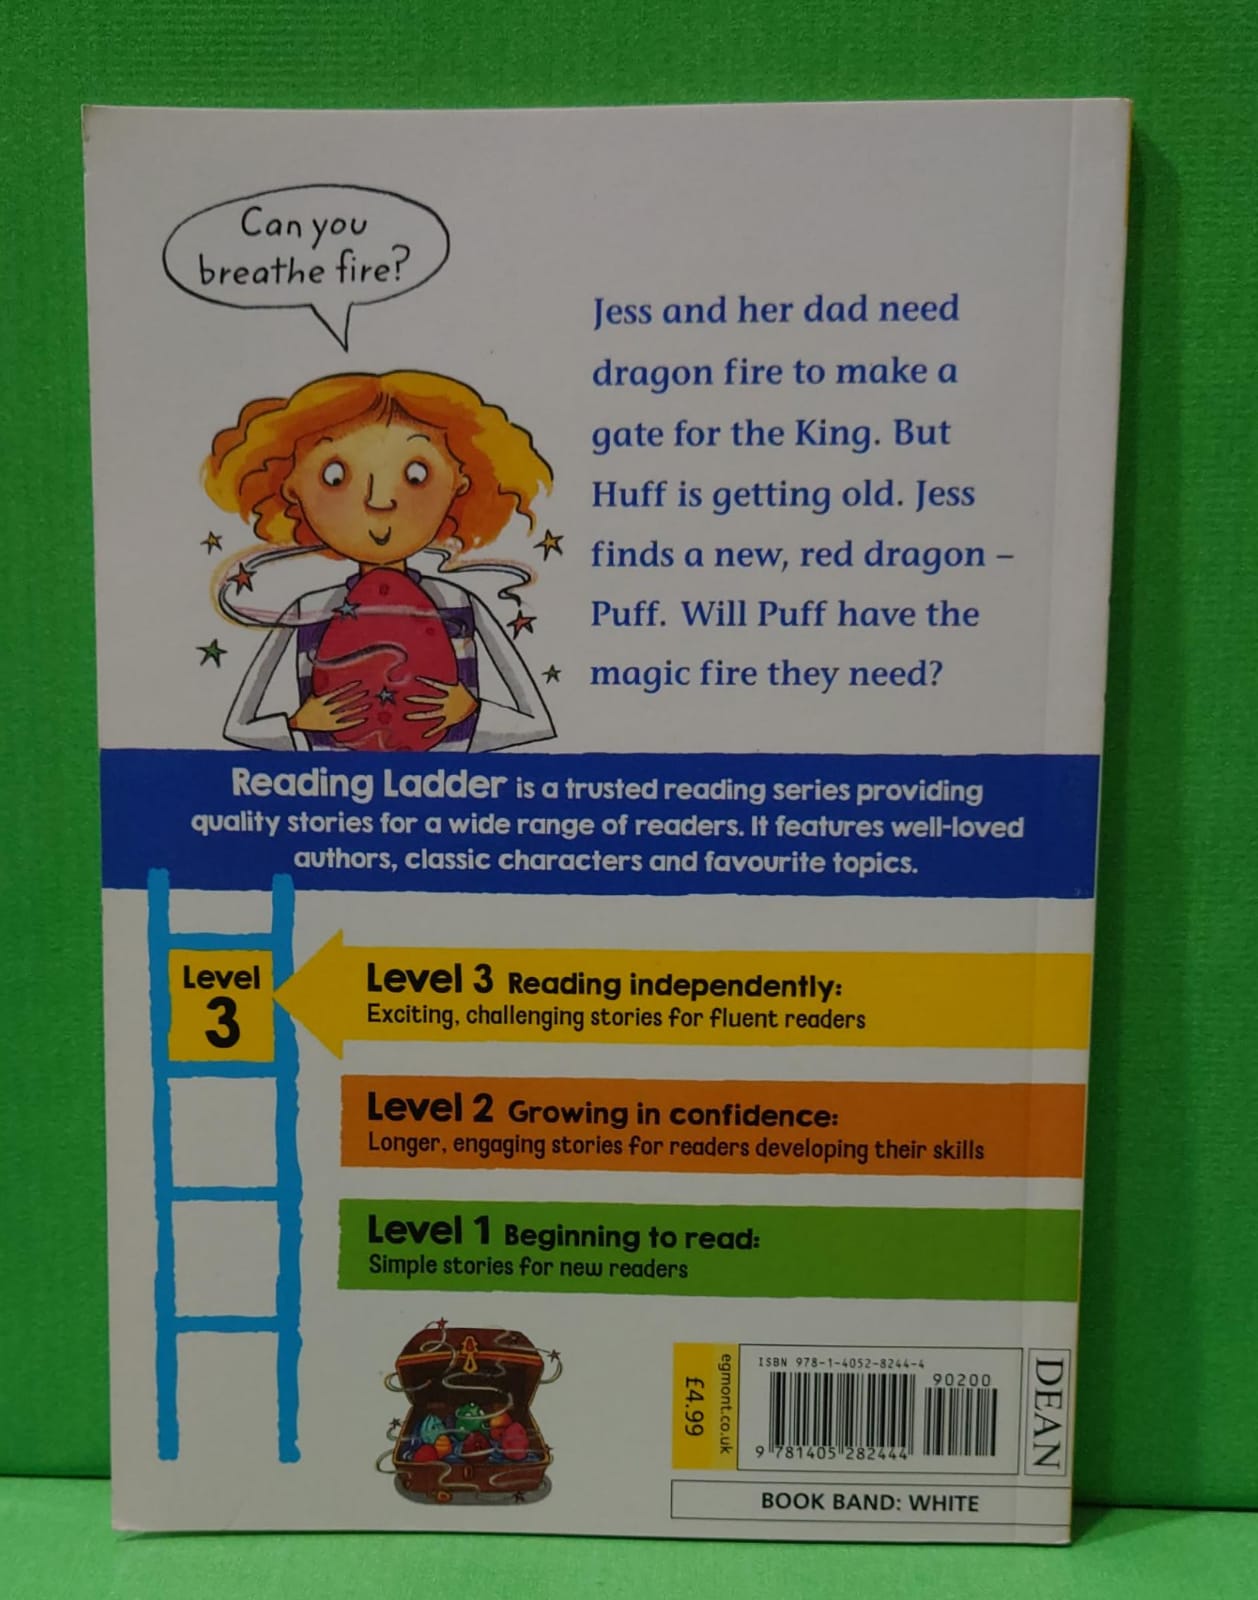 Can you
breathe fire?
Jess and her dad need
dragon fire to make a
gate for the King. But
Huff is getting old. Jess
finds a new, red dragon –
Puff. Will Puff have the
magic fire they need?
Reading Ladder is a trusted reading series providing
quality stories for a wide range of readers. It features well-loved
authors, classic characters and favourite topics.
Level
3
Level 3 Reading independently:
Exciting, challenging stories for fluent readers
Level 2 Growing in confidence:
Longer, engaging stories for readers developing their skills
Level 1 Beginning to read:
Simple stories for new readers
£4.99
egmont.co.uk
ISBN 978-1-4052-8244-4
90200
9 781405 282444
DEAN
BOOK BAND: WHITE